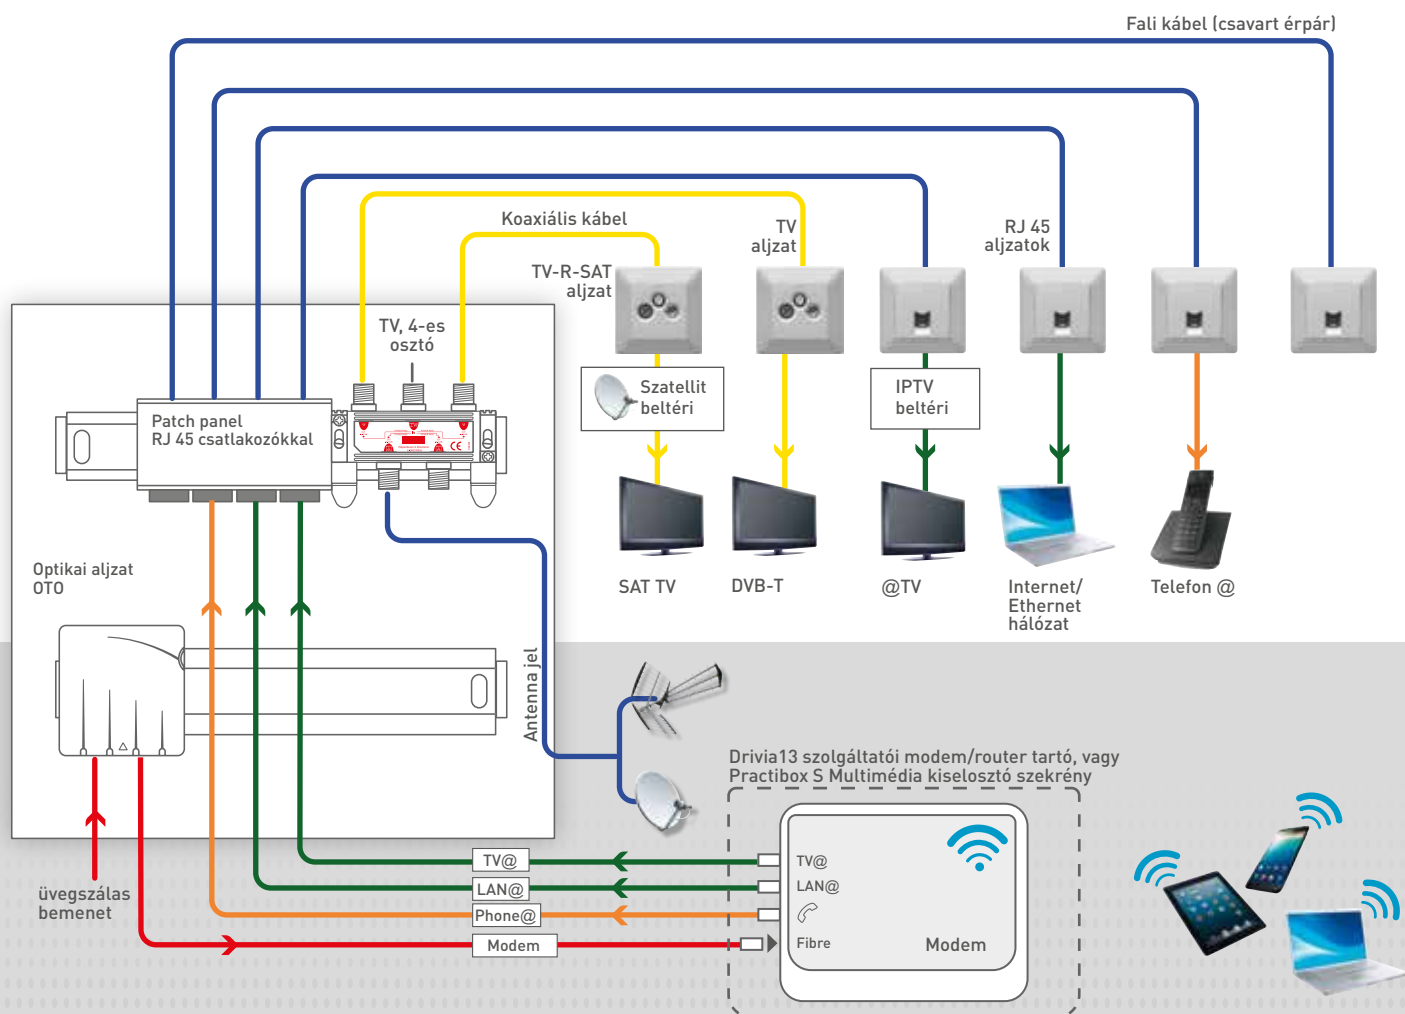 Fali kábel (csavart érpár)
Koaxiális kábel
TV
aljzat
RJ 45
aljzatok
TV-R-SAT
aljzat
TV, 4-es
osztó
Szatellit
beltéri
IPTV
beltéri
Patch panel
RJ 45 csatlakozókkal
CE
Optikai aljzat
OTO
SAT TV
DVB-T
@TV
Internet/
Ethernet
hálózat
Telefon @
Antenna jel
Drivia13 szolgáltatói modem/router tartó, vagy
Practibox S Multimédia kiselosztó szekrény
TV@
TV@
LAN@
LAN@
Phone@
Modem
Fibre
Modem
üvegszálas
bemenet